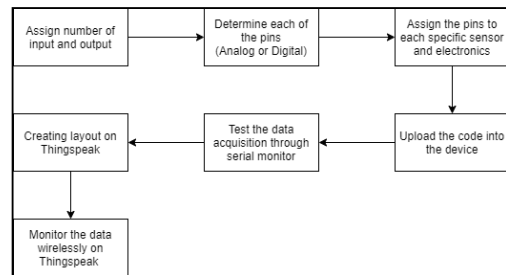 Assign number of
input and output
Determine each of
the pins
(Analog or Digital)
Assign the pins to
each specific sensor
and electronics
Upload the code into
the device
Test the data
acquisition through
serial monitor
Creating layout on
Thingspeak
Monitor the data
wirelessly on
Thingspeak